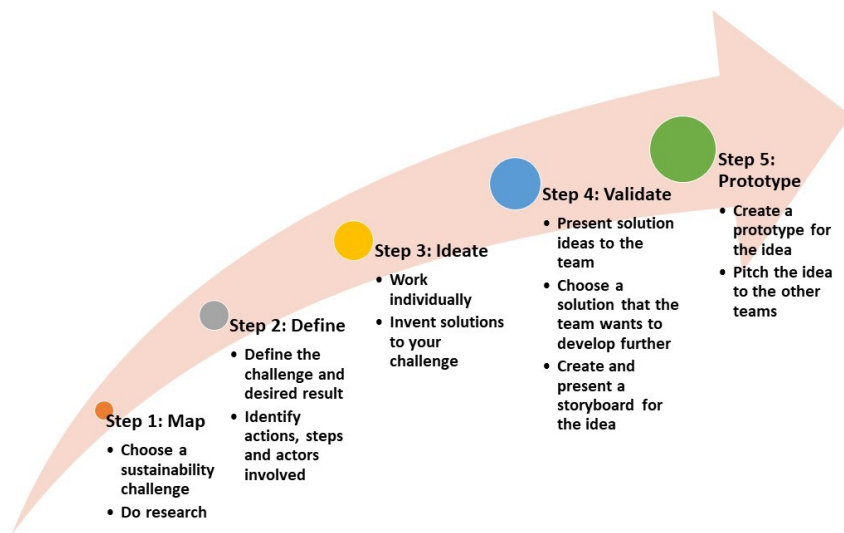 Step 1: Map
• Choose a
sustainability
challenge
• Do research
Step 2: Define
• Define the
challenge and
desired result
• Identify
actions, steps
and actors
involved
Step 3: Ideate
• Work
individually
• Invent solutions
to your
challenge
Step 4: Validate
• Present solution
ideas to the
team
• Choose a
solution that the
team wants to
develop further
• Create and
present a
storyboard for
the idea
Step 5:
Prototype
• Create a
prototype for
the idea
• Pitch the idea
to the other
teams